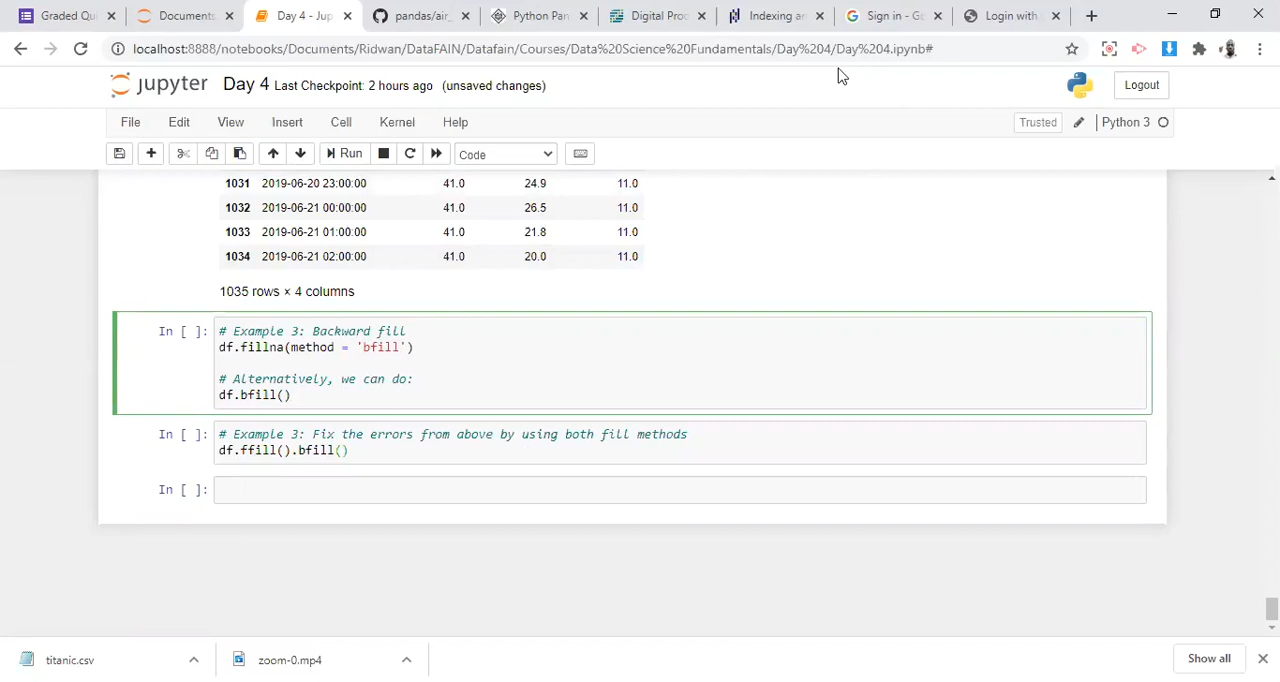 Graded Qu
Documents
Day 4 - Jup
pandas/air_
Python Pan
Digital Proc
Indexing an
Sign in - Go
Login with
localhost:8888/notebooks/Documents/Ridwan/DataFAIN/Datafain/Courses/Data%20Science%20Fundamentals/Day%204/Day%204.ipynb#
jupyter Day 4 Last Checkpoint: 2 hours ago (unsaved changes)
Logout
File Edit View Insert Cell Kernel Help
Trusted Python 3
Run Code
1031 2019-06-20 23:00:00 41.0 24.9 11.0
1032 2019-06-21 00:00:00 41.0 26.5 11.0
1033 2019-06-21 01:00:00 41.0 21.8 11.0
1034 2019-06-21 02:00:00 41.0 20.0 11.0
1035 rows × 4 columns
In [ ]: # Example 3: Backward fill
df.fillna(method = 'bfill')
# Alternatively, we can do:
df.bfill()
In [ ]: # Example 3: Fix the errors from above by using both fill methods
df.ffill().bfill()
In [ ]:
titanic.csv
zoom-0.mp4
Show all